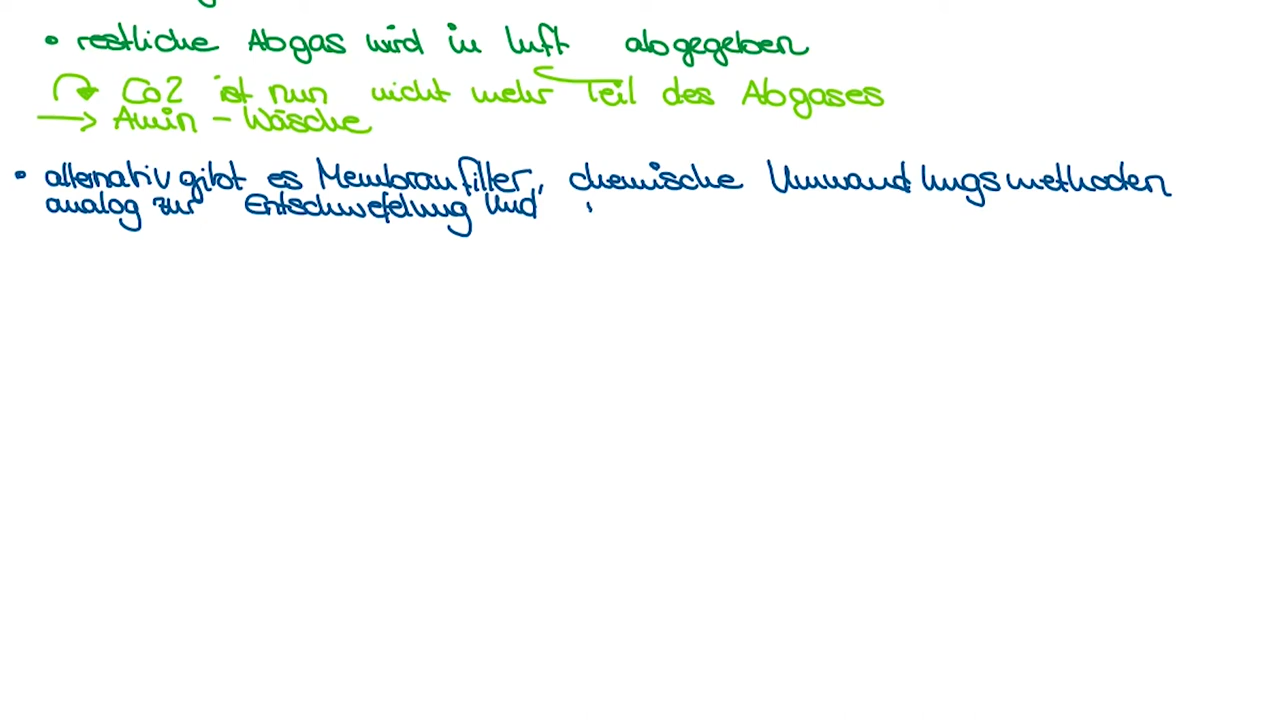 • restliche Abgas wird in Luft abgegeben
CO2 ist nun nicht mehr Teil des Abgases
→ Amin - Wäsche
• alternativ gibt es Membranfilter, chemische Umwandlungsmethoden
analog zur Entschwefelung und